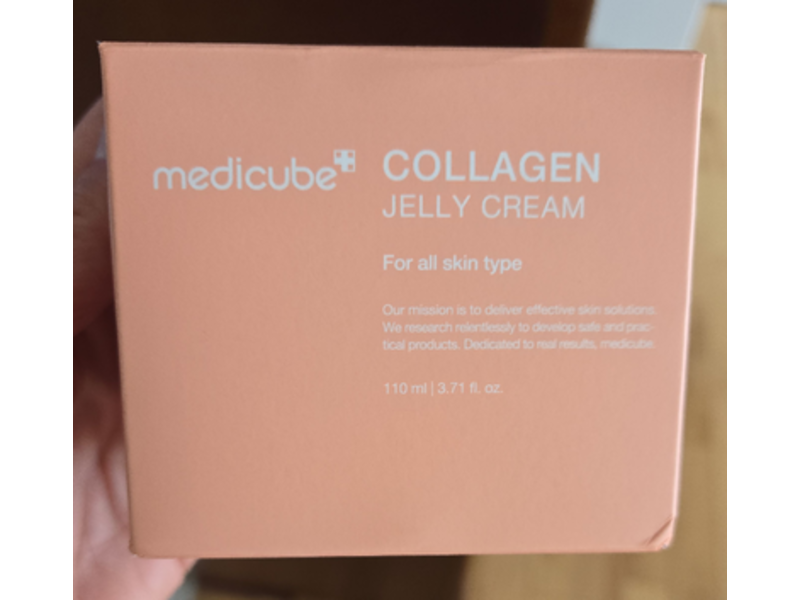 medicube
COLLAGEN
JELLY CREAM
For all skin type
Our mission is to deliver effective skin solutions.
We research relentlessly to develop safe and prac-
tical products. Dedicated to real results, medicube.
110 ml | 3.71 fl. oz.